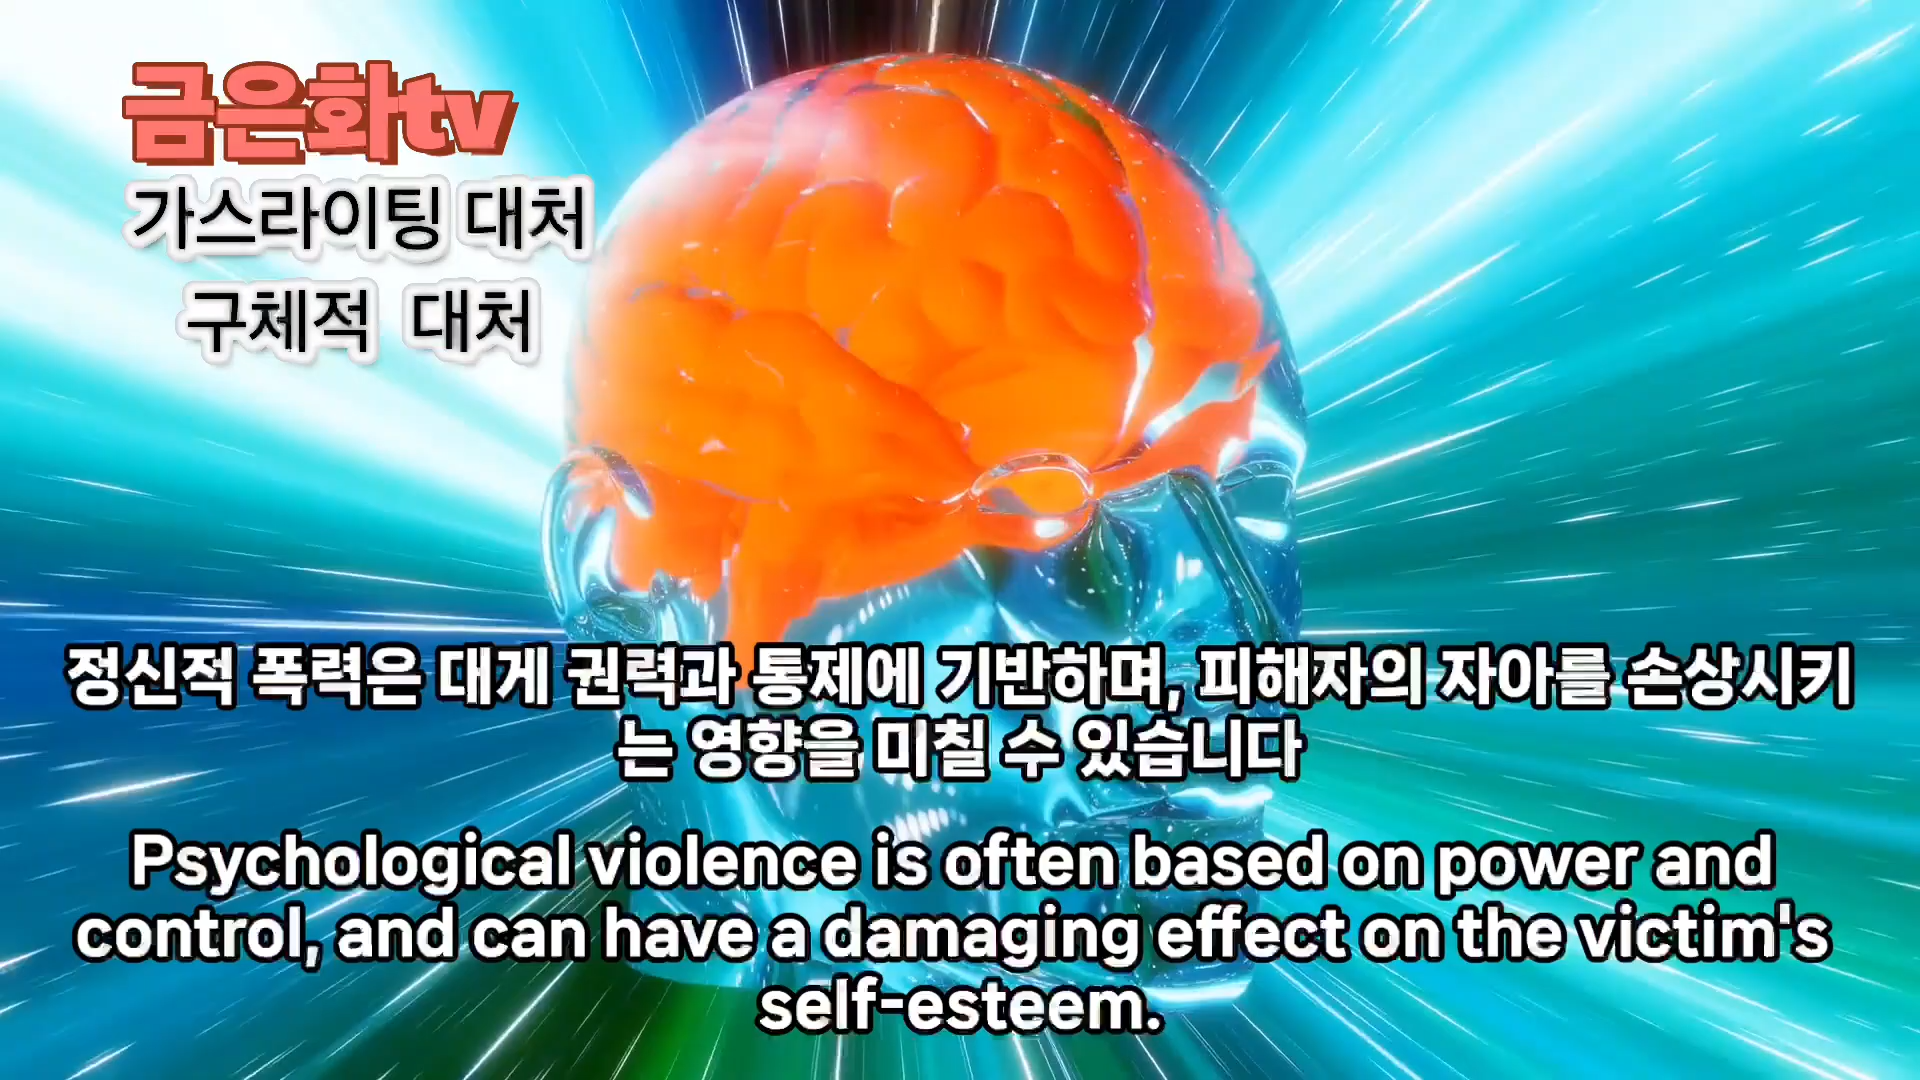 금은화tv
가스라이팅 대처
구체적 대처
정신적 폭력은 대게 권력과 통제에 기반하며, 피해자의 자아를 손상시키
는 영향을 미칠 수 있습니다
Psychological violence is often based on power and
control, and can have a damaging effect on the victim's
self-esteem.